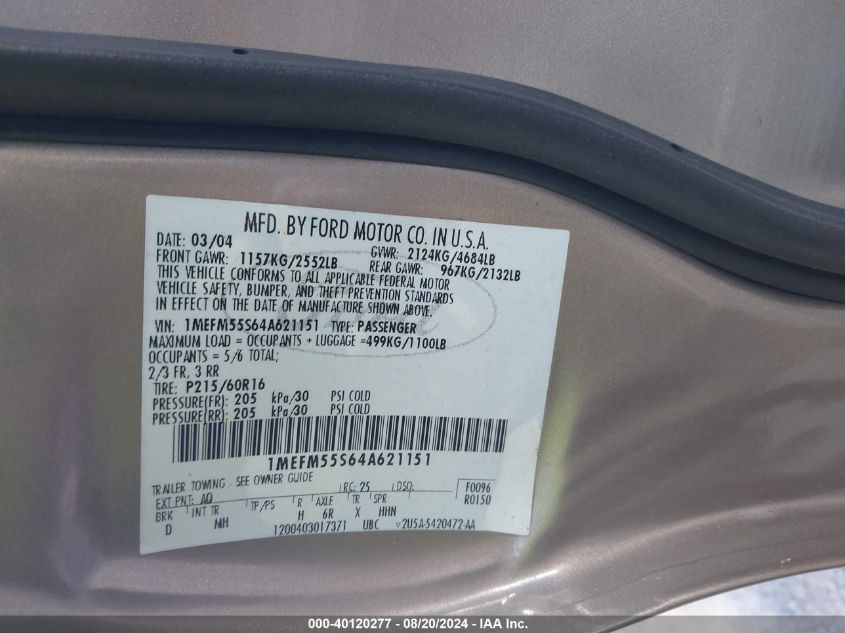 MFD. BY FORD MOTOR CO. IN U.S.A.
DATE: 03/04 GVWR: 2124KG/4684LB
FRONT GAWR: 1157KG/2552LB REAR GAWR: 967KG/2132LB
THIS VEHICLE CONFORMS TO ALL APPLICABLE FEDERAL MOTOR
VEHICLE SAFETY, BUMPER, AND THEFT PREVENTION STANDARDS
IN EFFECT ON THE DATE OF MANUFACTURE SHOWN ABOVE.
VIN: 1MEFM55S64A621151 TYPE: PASSENGER
MAXIMUM LOAD = OCCUPANTS + LUGGAGE =499KG/1100LB
OCCUPANTS = 5/6 TOTAL;
2/3 FR, 3 RR
TIRE: P215/60R16
PRESSURE(FR) 205 kPa/30 PSI COLD
PRESSURE(RR) 205 kPa/30 PSI COLD
1MEFM55S64A621151
TRAILER TOWING - SEE OWNER GUIDE
EXT PNT: AQ RC: 25 DSO: F0096
R0150
BRK INT TR TP/PS R AXLE TR SPR
D MH H 6R X HHN
1200403017371 UBC 2U5A-5420472-AA
000-40120277 - 08/20/2024 - IAA Inc.